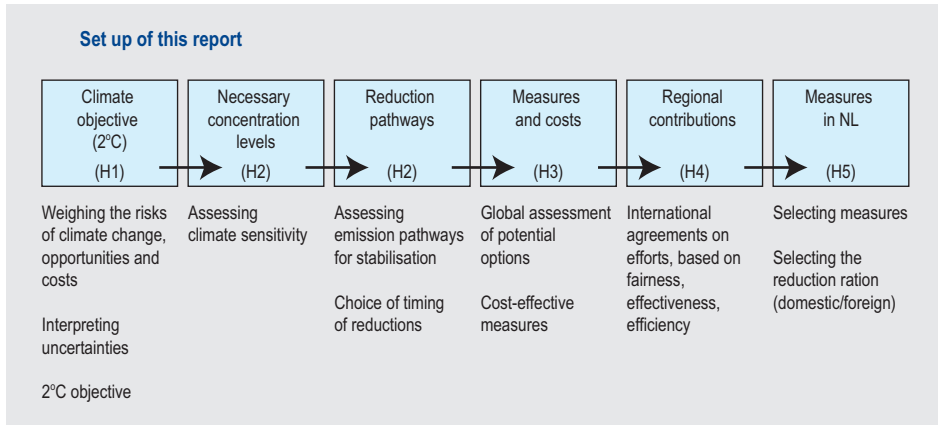 Set up of this report
Climate
objective
(2°C)
(H1)
Necessary
concentration
levels
(H2)
Reduction
pathways
(H2)
Measures
and costs
(H3)
Regional
contributions
(H4)
Measures
in NL
(H5)
Weighing the risks
of climate change,
opportunities and
costs
Interpreting
uncertainties
2°C objective
Assessing
climate sensitivity
Assessing
emission pathways
for stabilisation
Choice of timing
of reductions
Global assessment
of potential
options
Cost-effective
measures
International
agreements on
efforts, based on
fairness,
effectiveness,
efficiency
Selecting measures
Selecting the
reduction ration
(domestic/foreign)